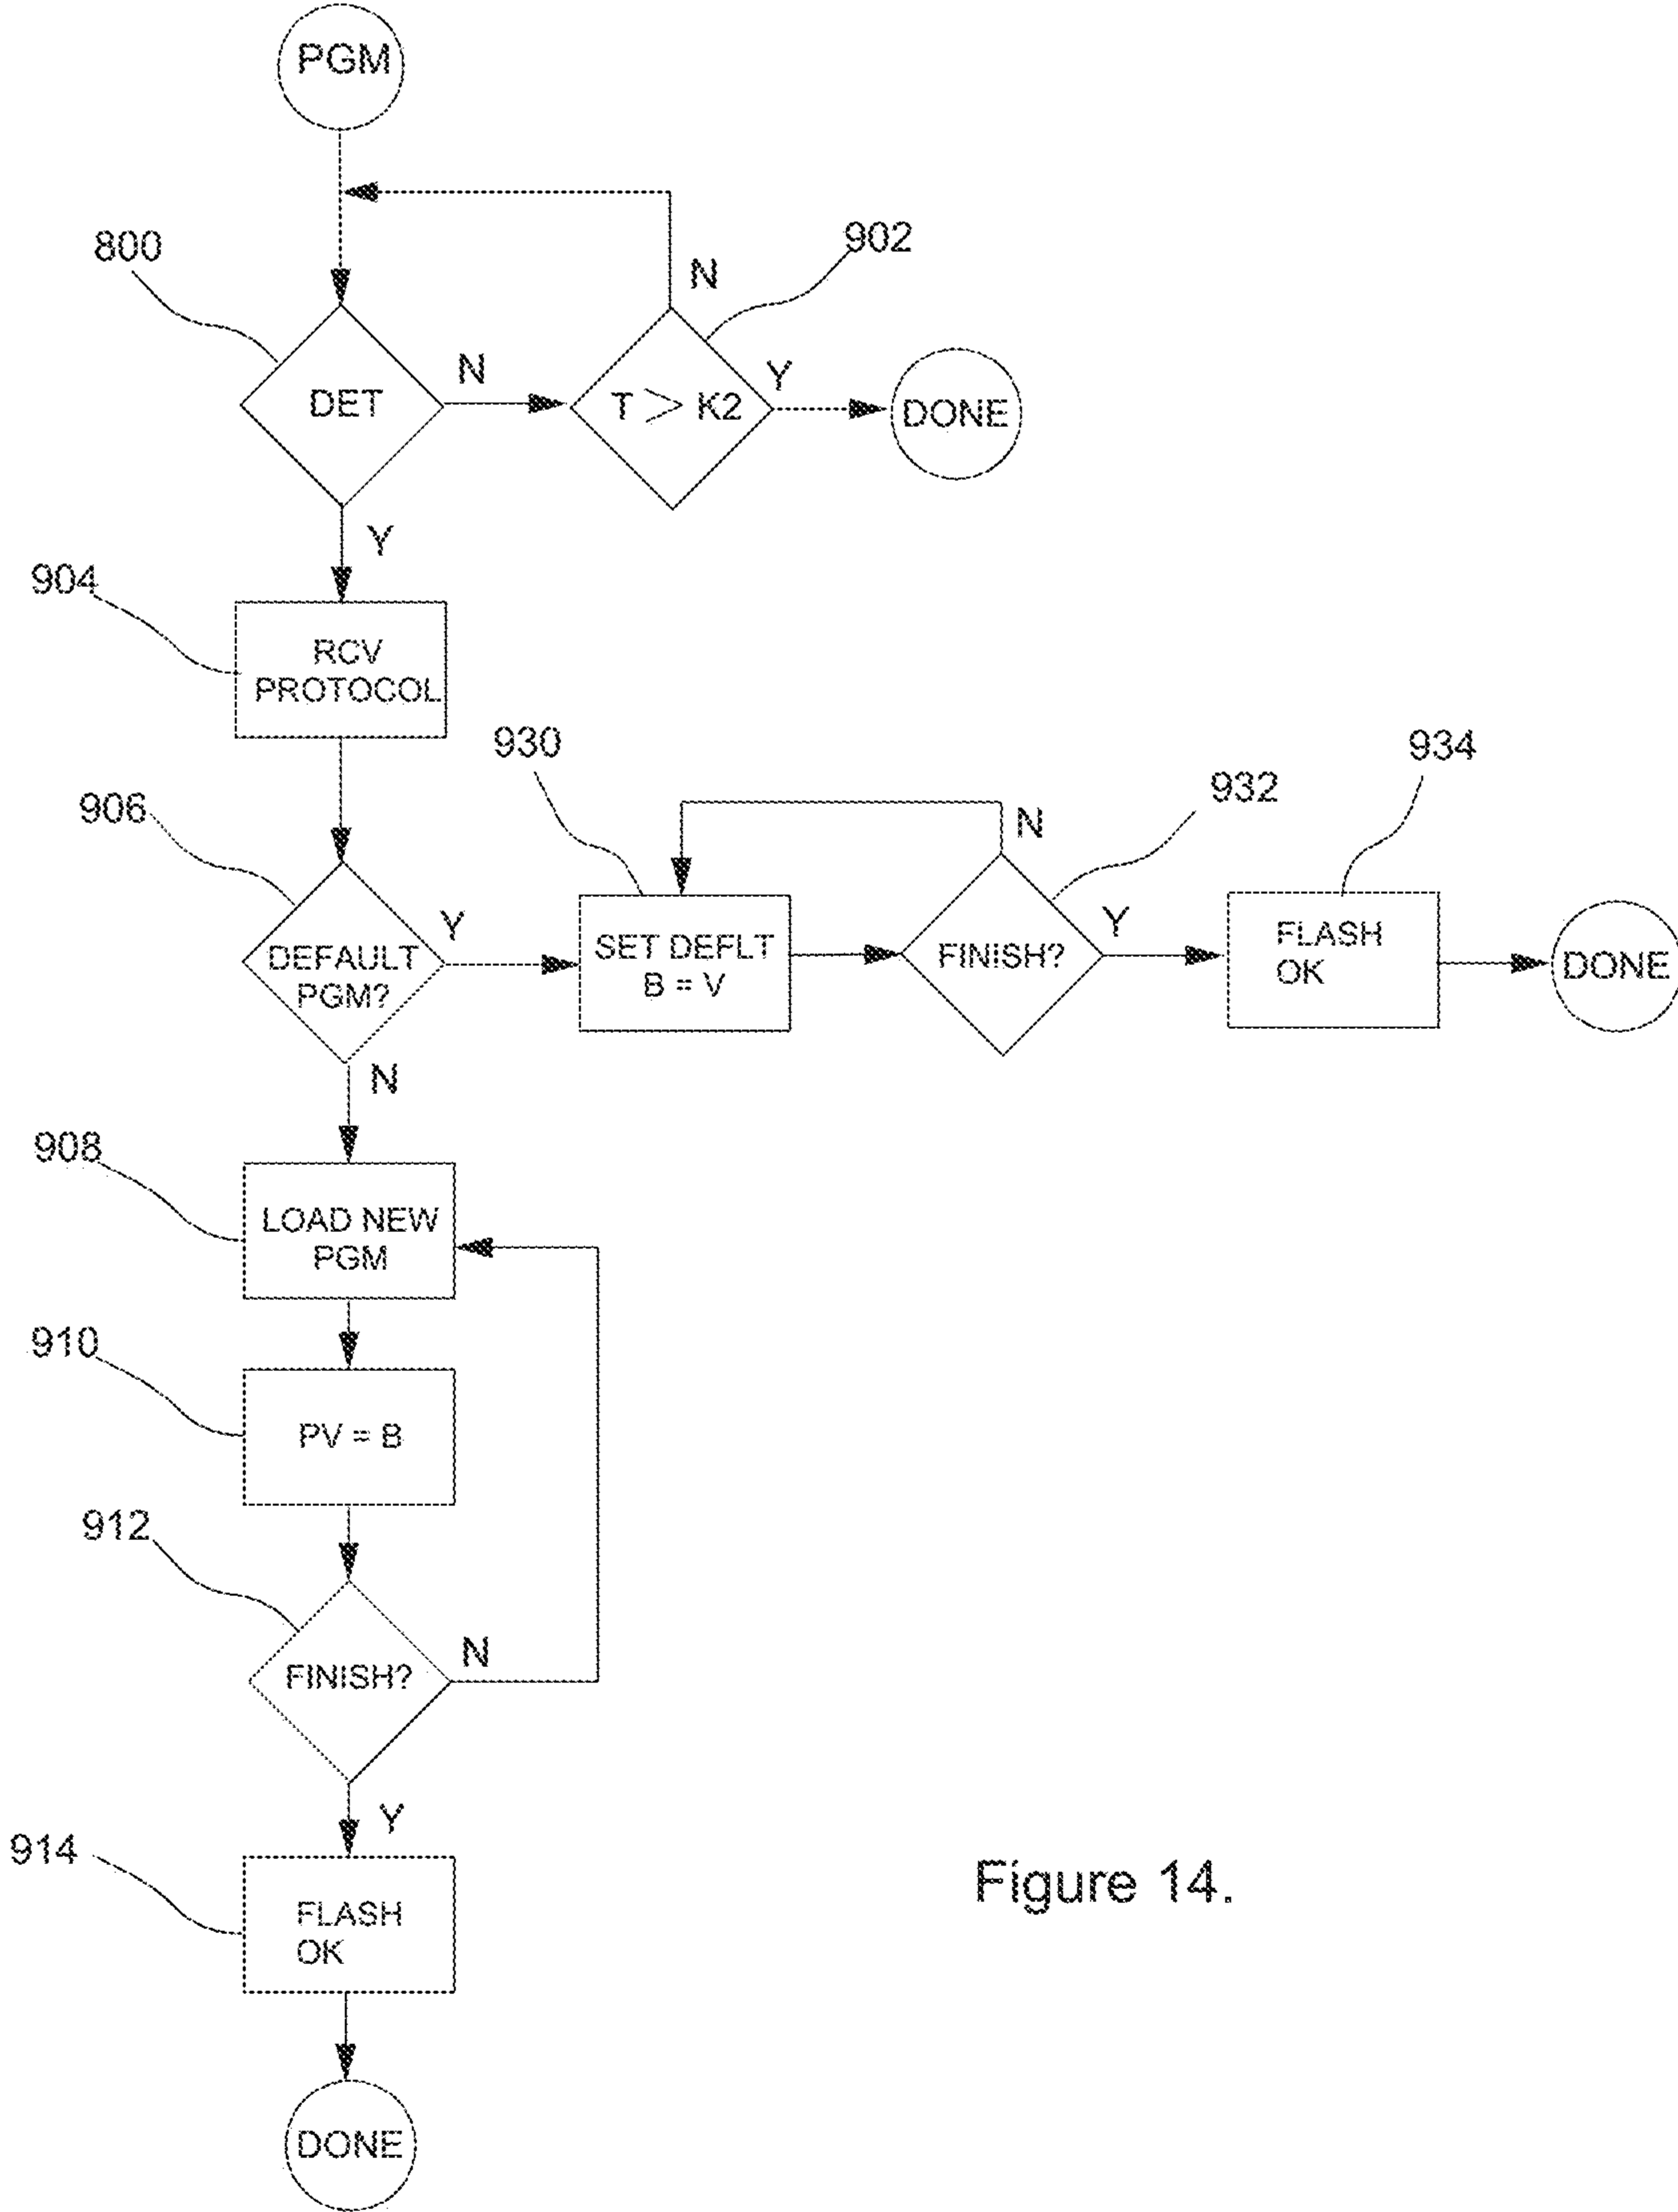 PGM
800
902
N
DET
N
T > K2
Y
DONE
Y
904
RCV
PROTOCOL
930
934
906
932
N
DEFAULT
PGM?
Y
SET DEFLT
B = V
FINISH?
Y
FLASH
OK
DONE
N
908
LOAD NEW
PGM
910
PV = B
912
FINISH?
N
Y
914
FLASH
OK
DONE
Figure 14.